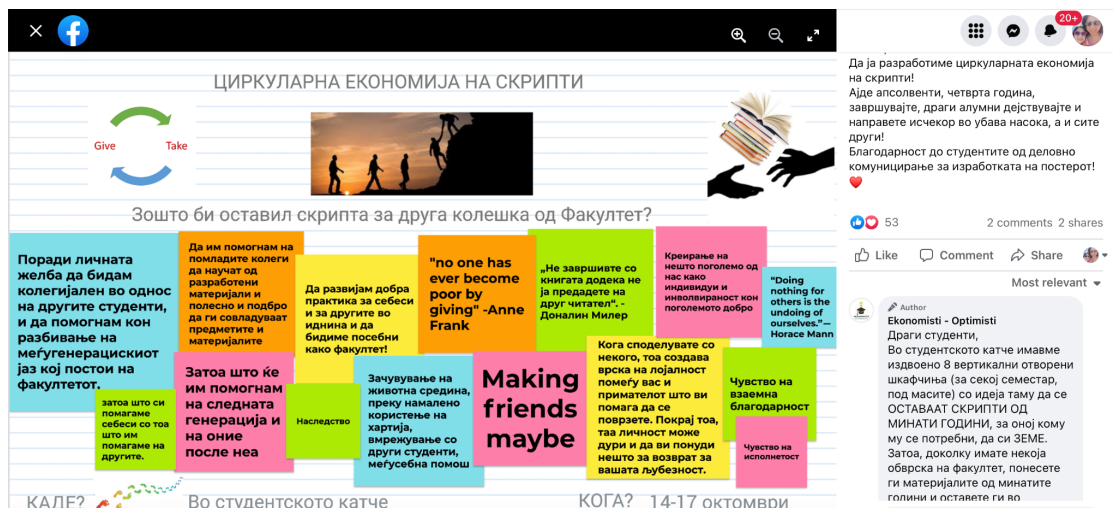 20+
ЦИРКУЛАРНА ЕКОНОМИЈА НА СКРИПТИ
Give
Take
Зошто би оставил скрипта за друга колешка од Факултет?
Поради личната
желба да бидам
колегијален во однос
на другите студенти,
и да помогнам кон
разбивање на
меѓугенерацискиот
јаз кој постои на
факултетот.
Да им помогнам на
помладите колеги
да научат од
разработени
материјали и
полесно и подбро
да ги совладуваат
предметите и
материјалите
Да развијам добра
практика за себеси
и за другите во
иднина и да
бидиме посебни
како факултет!
"no one has
ever become
poor by
giving" -Anne
Frank
„Не завршивте со
книгата додека не
ја предадете на
друг читател“. -
Доналин Милер
Креирање на
нешто поголемо од
нас како
индивидуи и
инволвираност кон
поголемото добро
“Doing
nothing for
others is the
undoing of
ourselves.”―
Horace Mann
затоа што си
помагаме
себеси со тоа
што им
помагаме на
другите.
Затоа што ќе
им помогнам
на следната
генерација и
на оние
после неа
Наследство
Зачувување на
животна средина,
преку намалено
користење на
хартија,
вмрежување со
други студенти,
меѓусебна помош
Making
friends
maybe
Кога споделувате со
некого, тоа создава
врска на лојалност
помеѓу вас и
примателот што ви
помага да се
поврзете. Покрај тоа,
таа личност може
дури и да ви понуди
нешто за возврат за
вашата љубезност.
Чувство на
взаемна
благодарност
Чувство на
исполнетост
КАДЕ?
Во студентското катче
КОГА?
14-17 октомври
Да ја разработиме циркуларната економија
на скрипти!
Ајде апсолвенти, четврта година,
завршувајте, драги алумни дејствувајте и
направете исчекор во убава насока, а и сите
други!
Благодарност до студентите од деловно
комуницирање за изработката на постерот!
53
2 comments 2 shares
Like
Comment
Share
Most relevant
Author
Ekonomisti - Optimisti
Драги студенти,
Во студентското катче имавме
издвоено 8 вертикални отворени
шкафчиња (за секој семестар,
под масите) со идеја таму да се
ОСТАВААТ СКРИПТИ ОД
МИНАТИ ГОДИНИ, за оној кому
му се потребни, да си ЗЕМЕ.
Затоа, доколку имате некоја
обврска на факултет, понесете
ги материјалите од минатите
години и оставете ги во